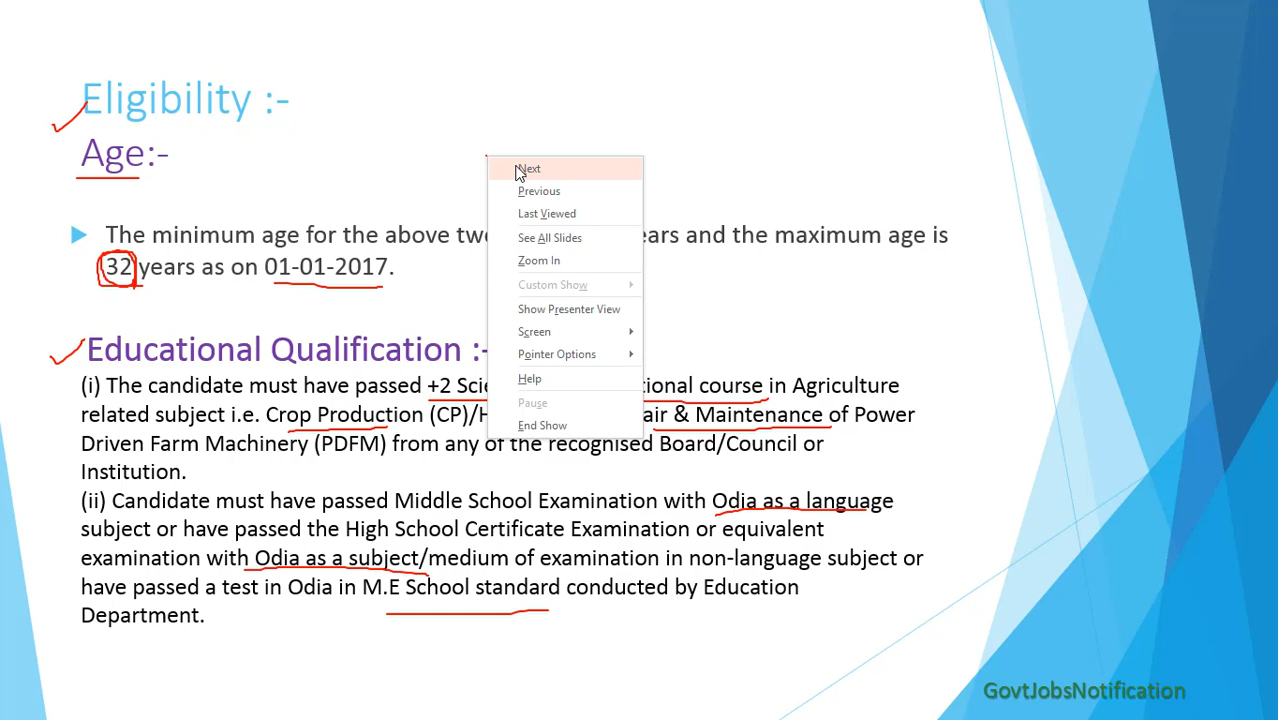 Eligibility :-
Age:-
The minimum age for the above two ears and the maximum age is
32 years as on 01-01-2017.
Educational Qualification :-
(i) The candidate must have passed +2 tional course in Agriculture
related subject i.e. Crop Production (CP)/ & Maintenance of Power
Driven Farm Machinery (PDFM) from any of the recognised Board/Council or
Institution.
(ii) Candidate must have passed Middle School Examination with Odia as a language
subject or have passed the High School Certificate Examination or equivalent
examination with Odia as a subject/medium of examination in non-language subject or
have passed a test in Odia in M.E School standard conducted by Education
Department.
Next
Previous
Last Viewed
See All Slides
Zoom In
Custom Show
Show Presenter View
Screen
Pointer Options
Help
Pause
End Show
GovtJobsNotification